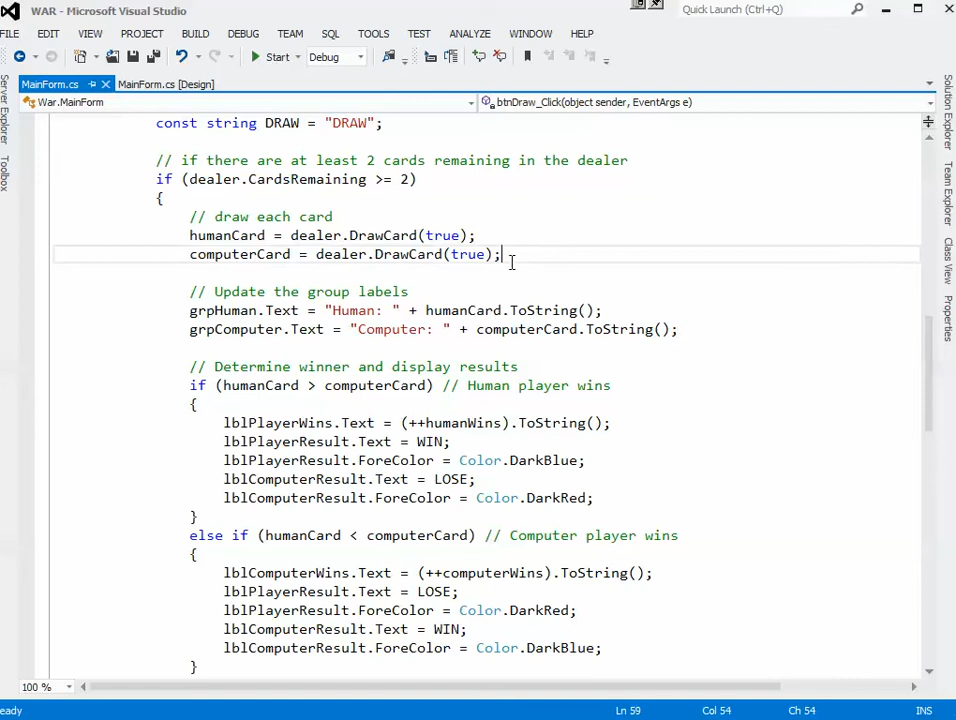 WAR - Microsoft Visual Studio
Quick Launch (Ctrl+Q)
FILE EDIT VIEW PROJECT BUILD DEBUG TEAM SQL TOOLS TEST ANALYZE WINDOW HELP
Start Debug
MainForm.cs MainForm.cs [Design]
War.MainForm btnDraw_Click(object sender, EventArgs e)
const string DRAW = "DRAW";
// if there are at least 2 cards remaining in the dealer
if (dealer.CardsRemaining >= 2)
{
// draw each card
humanCard = dealer.DrawCard(true);
computerCard = dealer.DrawCard(true);
// Update the group labels
grpHuman.Text = "Human: " + humanCard.ToString();
grpComputer.Text = "Computer: " + computerCard.ToString();
// Determine winner and display results
if (humanCard > computerCard) // Human player wins
{
lblPlayerWins.Text = (++humanWins).ToString();
lblPlayerResult.Text = WIN;
lblPlayerResult.ForeColor = Color.DarkBlue;
lblComputerResult.Text = LOSE;
lblComputerResult.ForeColor = Color.DarkRed;
}
else if (humanCard < computerCard) // Computer player wins
{
lblComputerWins.Text = (++computerWins).ToString();
lblPlayerResult.Text = LOSE;
lblPlayerResult.ForeColor = Color.DarkRed;
lblComputerResult.Text = WIN;
lblComputerResult.ForeColor = Color.DarkBlue;
}
Server Explorer
Toolbox
Solution Explorer
Team Explorer
Class View
Properties
100 %
eady Ln 59 Col 54 Ch 54 INS